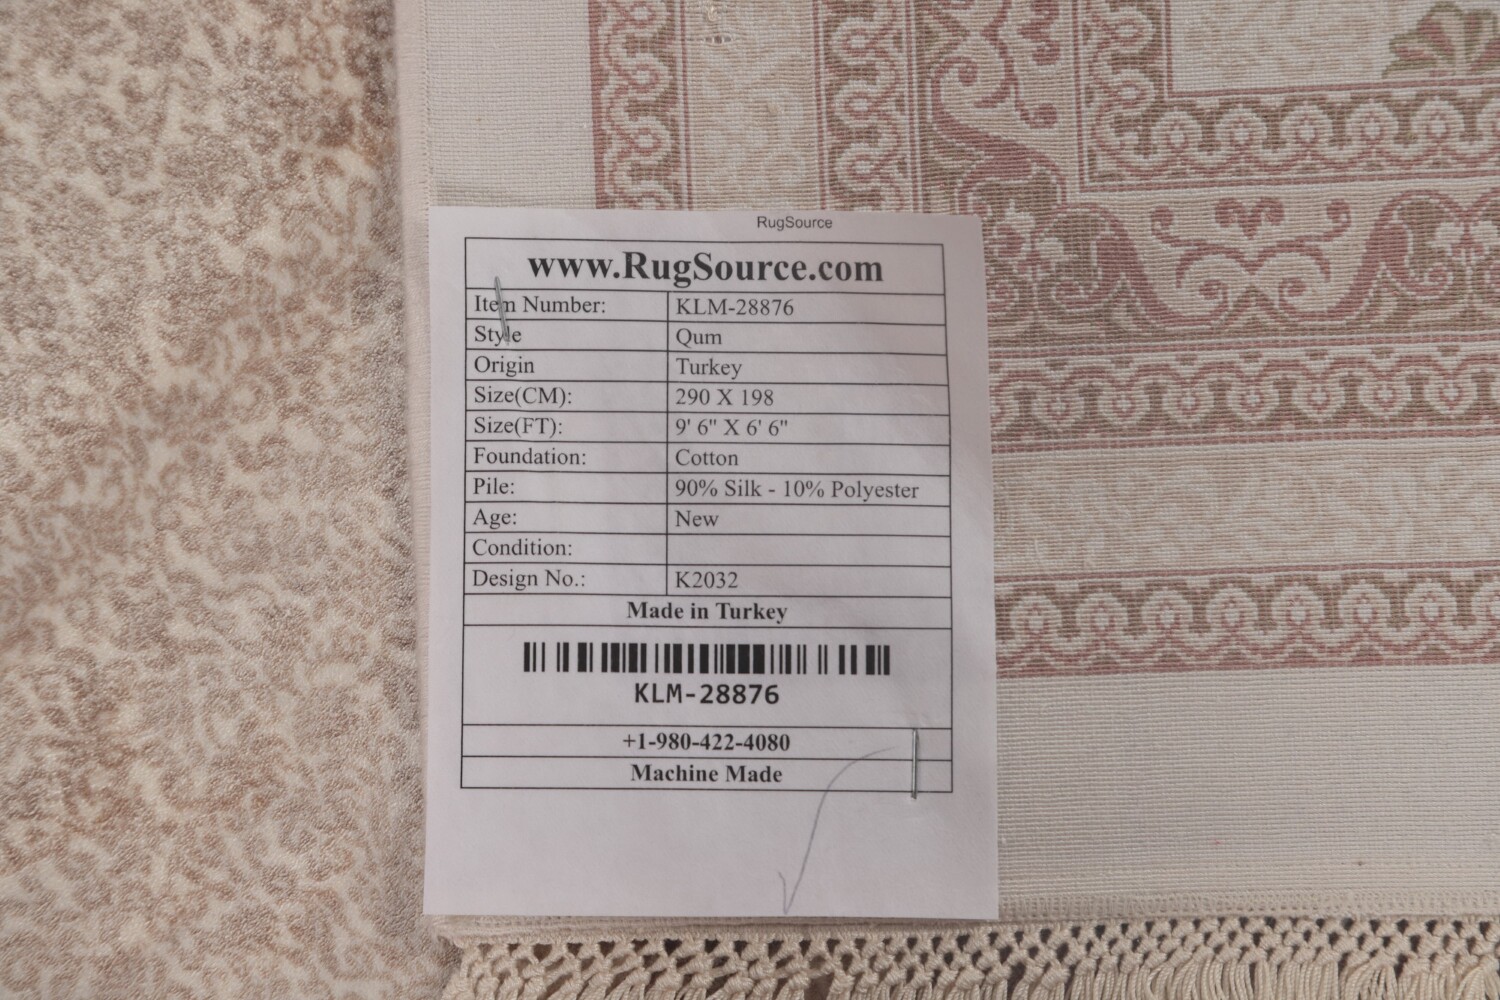 RugSource
www.RugSource.com
Item Number: KLM-28876
Style Qum
Origin Turkey
Size(CM): 290 X 198
Size(FT): 9' 6" X 6' 6"
Foundation: Cotton
Pile: 90% Silk - 10% Polyester
Age: New
Condition:
Design No.: K2032
Made in Turkey
KLM-28876
+1-980-422-4080
Machine Made